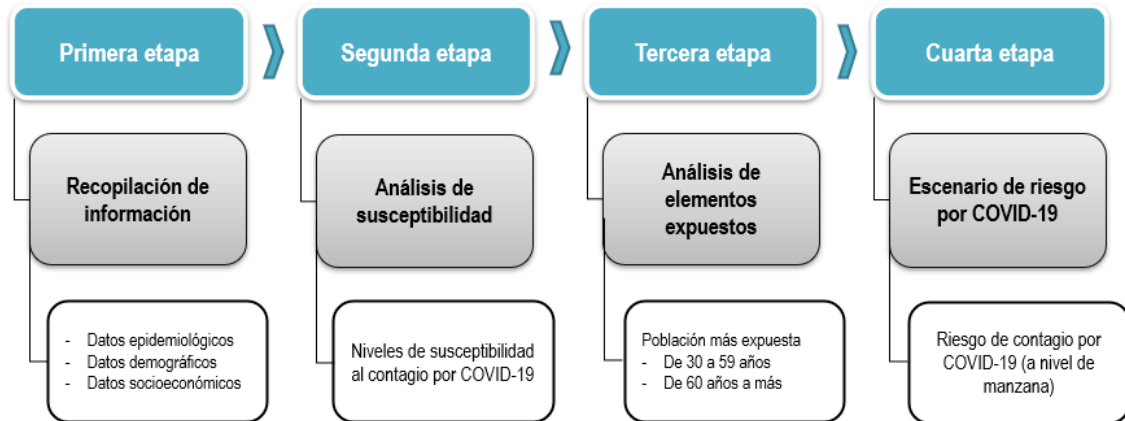 Primera etapa
Segunda etapa
Tercera etapa
Cuarta etapa
Recopilación de
información
Análisis de
susceptibilidad
Análisis de
elementos
expuestos
Escenario de riesgo
por COVID-19
- Datos epidemiológicos
- Datos demográficos
- Datos socioeconómicos
Niveles de susceptibilidad
al contagio por COVID-19
Población más expuesta
- De 30 a 59 años
- De 60 años a más
Riesgo de contagio por
COVID-19 (a nivel de
manzana)